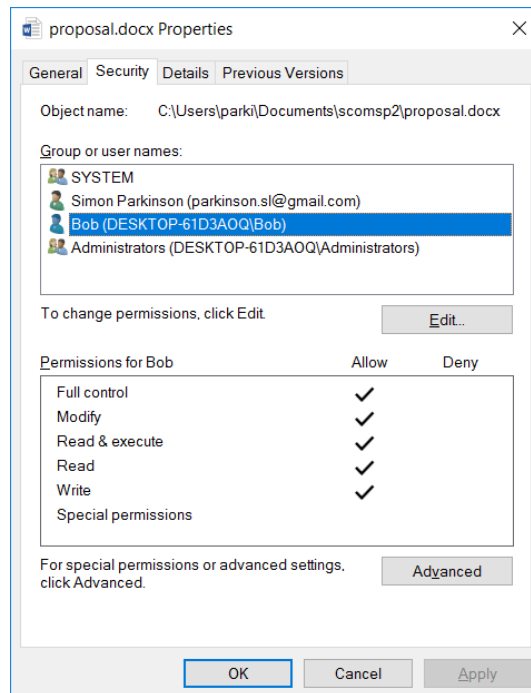 proposal.docx Properties
General Security Details Previous Versions
Object name: C:\Users\parki\Documents\scomsp2\proposal.docx
Group or user names:
SYSTEM
Simon Parkinson (parkinson.sl@gmail.com)
Bob (DESKTOP-61D3AOQ\Bob)
Administrators (DESKTOP-61D3AOQ\Administrators)
To change permissions, click Edit.
Edit...
Permissions for Bob Allow Deny
Full control
Modify
Read & execute
Read
Write
Special permissions
For special permissions or advanced settings,
click Advanced.
Advanced
OK Cancel Apply